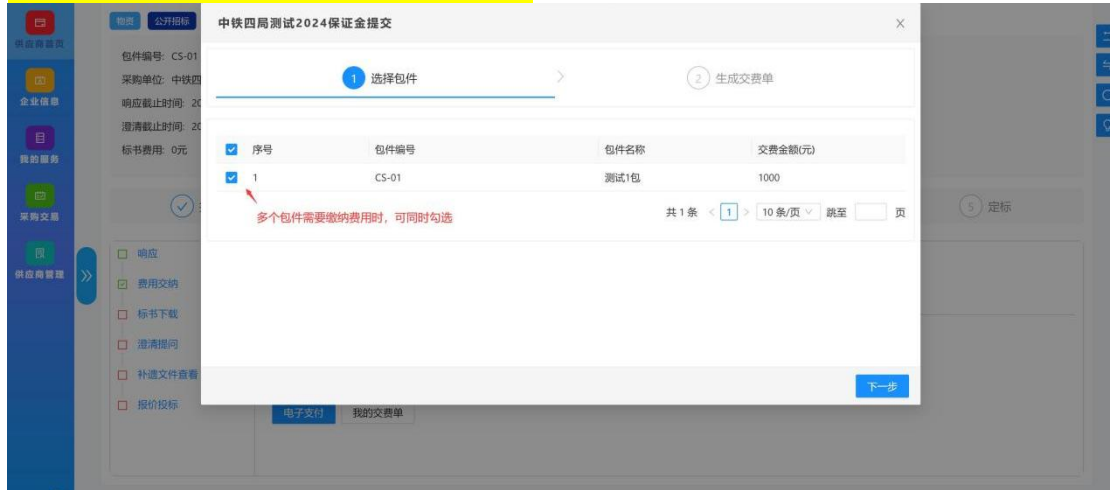 供应商首页
企业信息
我的服务
采购交易
供应商管理
物资 公开招标
包件编号: CS-01
采购单位: 中铁四
响应截止时间: 20
澄清截止时间: 20
标书费用: 0元
中铁四局测试2024保证金提交
1 选择包件
2 生成交费单
序号 包件编号 包件名称 交费金额(元)
1 CS-01 测试1包 1000
多个包件需要缴纳费用时，可同时勾选
共1条 < 1 > 10条/页 跳至 页
下一步
5 定标
响应
费用交纳
标书下载
澄清提问
补遗文件查看
报价投标
电子支付 我的交费单